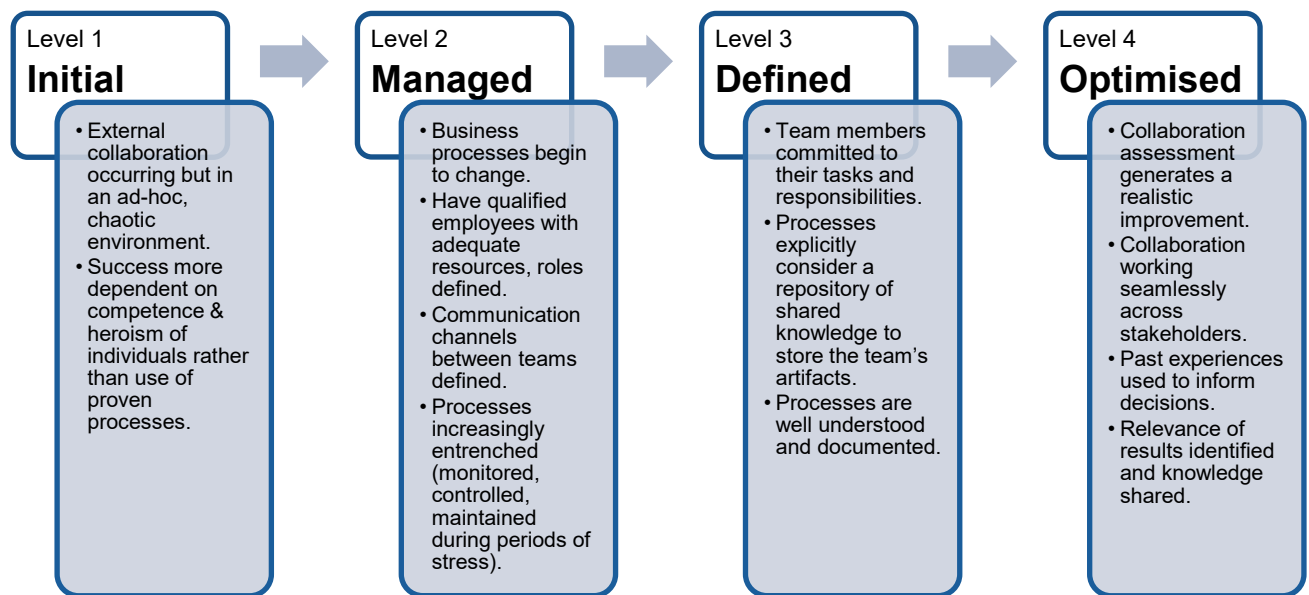 Level 1
Initial
• External
collaboration
occurring but in
an ad-hoc,
chaotic
environment.
• Success more
dependent on
competence &
heroism of
individuals rather
than use of
proven
processes.
Level 2
Managed
• Business
processes begin
to change.
• Have qualified
employees with
adequate
resources, roles
defined.
• Communication
channels
between teams
defined.
• Processes
increasingly
entrenched
(monitored,
controlled,
maintained
during periods of
stress).
Level 3
Defined
• Team members
committed to
their tasks and
responsibilities.
• Processes
explicitly
consider a
repository of
shared
knowledge to
store the team’s
artifacts.
• Processes are
well understood
and documented.
Level 4
Optimised
• Collaboration
assessment
generates a
realistic
improvement.
• Collaboration
working
seamlessly
across
stakeholders.
• Past experiences
used to inform
decisions.
• Relevance of
results identified
and knowledge
shared.